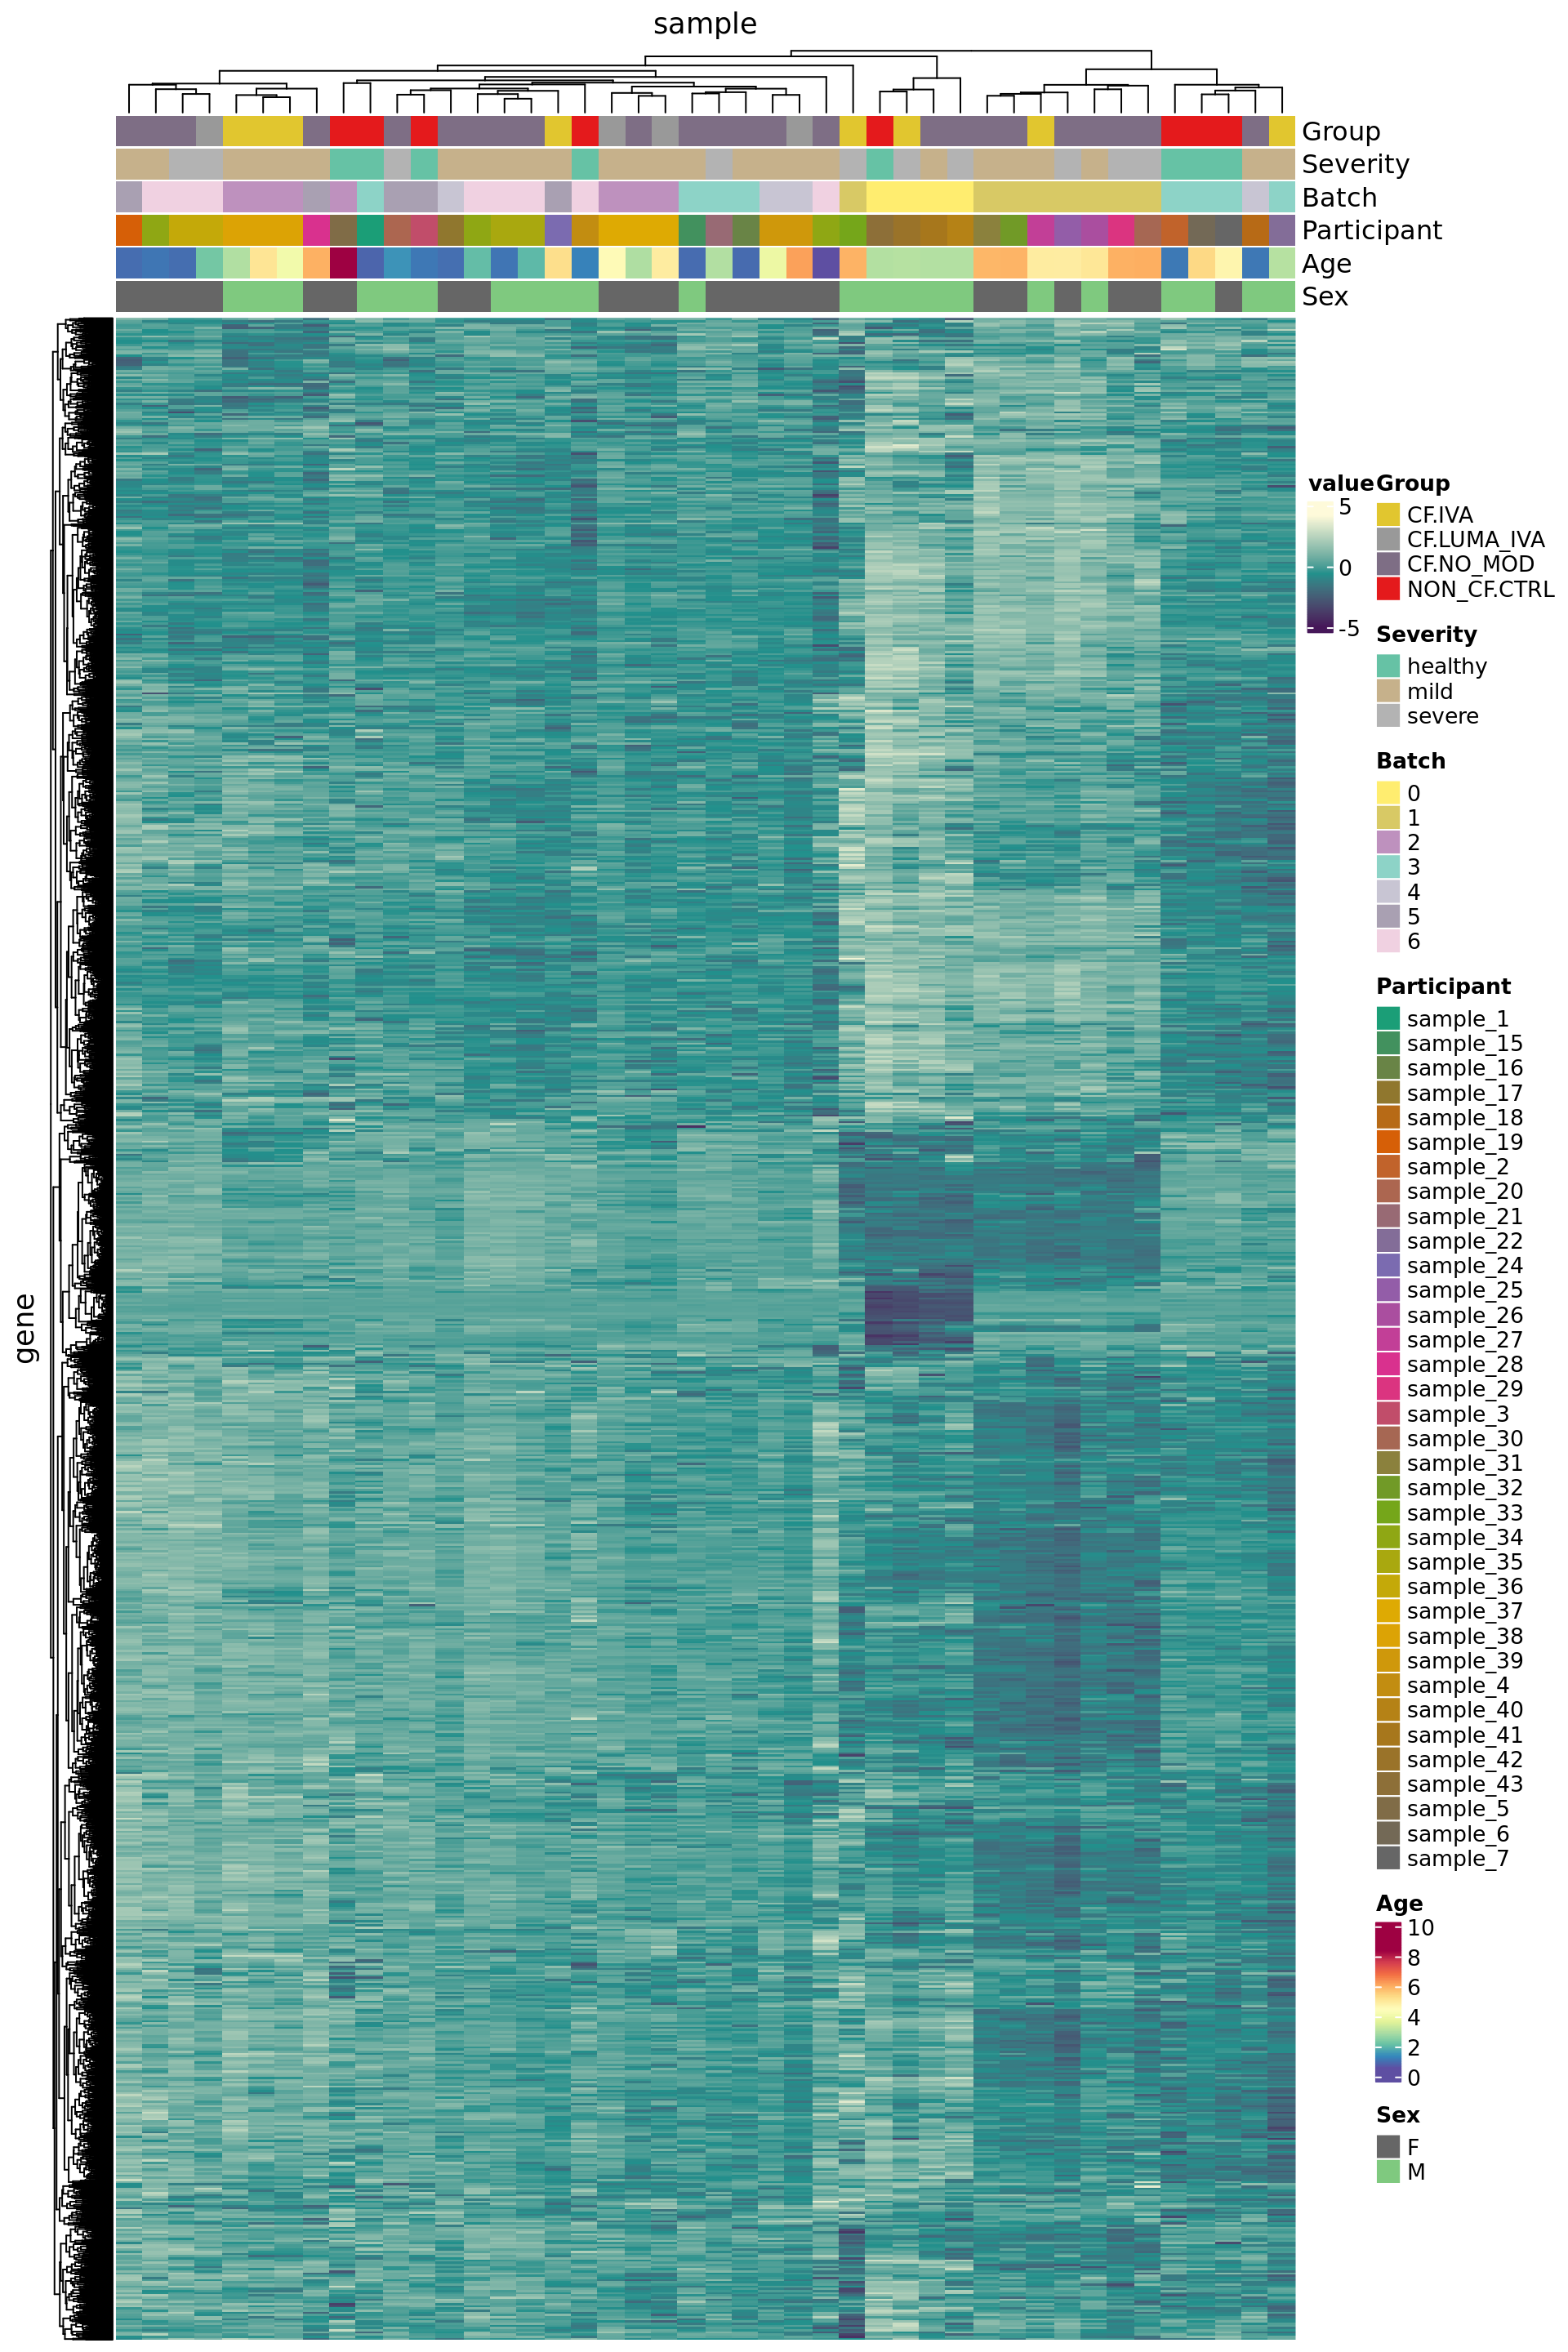 sample
Group
Severity
Batch
Participant
Age
Sex
gene
value
5
0
-5
Group
CF.IVA
CF.LUMA_IVA
CF.NO_MOD
NON_CF.CTRL
Severity
healthy
mild
severe
Batch
0
1
2
3
4
5
6
Participant
sample_1
sample_15
sample_16
sample_17
sample_18
sample_19
sample_2
sample_20
sample_21
sample_22
sample_24
sample_25
sample_26
sample_27
sample_28
sample_29
sample_3
sample_30
sample_31
sample_32
sample_33
sample_34
sample_35
sample_36
sample_37
sample_38
sample_39
sample_4
sample_40
sample_41
sample_42
sample_43
sample_5
sample_6
sample_7
Age
10
8
6
4
2
0
Sex
F
M